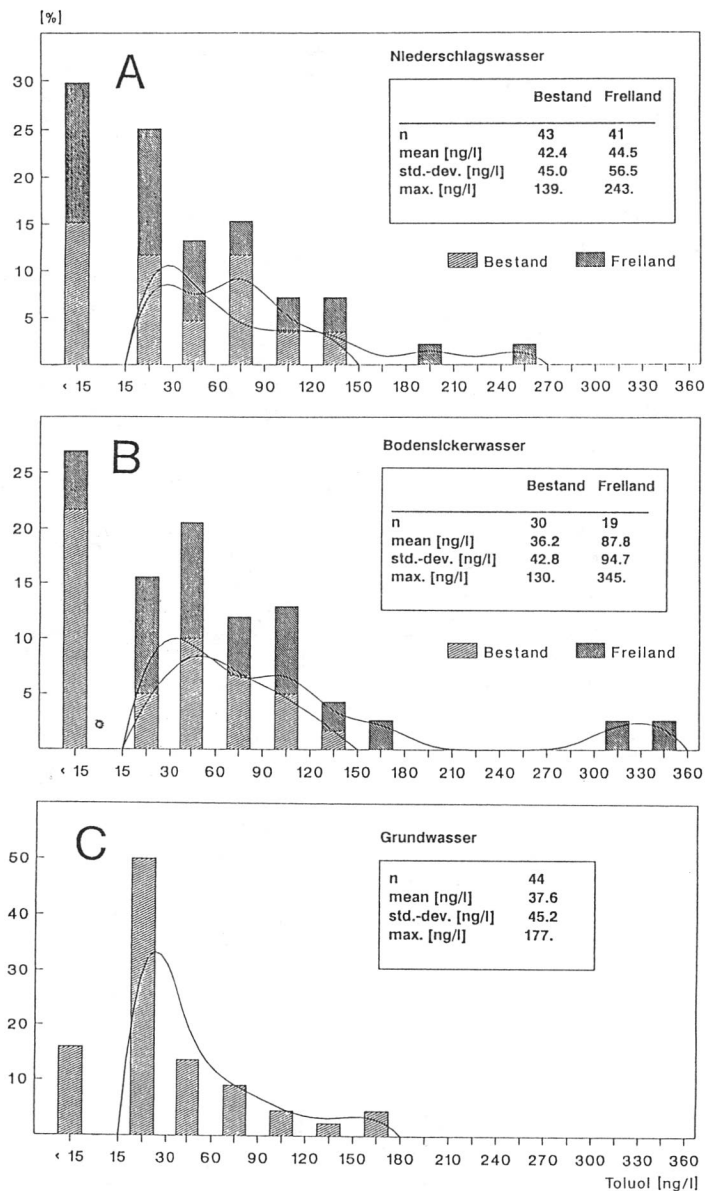 [%]
A
Niederschlagswasser
Bestand Freiland
n 43 41
mean [ng/l] 42.4 44.5
std.-dev. [ng/l] 45.0 56.5
max. [ng/l] 139. 243.
Bestand Freiland
30
25
20
15
10
5
‹ 15 15 30 60 90 120 150 180 210 240 270 300 330 360
B
Bodensickerwasser
Bestand Freiland
n 30 19
mean [ng/l] 36.2 87.8
std.-dev. [ng/l] 42.8 94.7
max. [ng/l] 130. 345.
Bestand Freiland
25
20
15
10
5
‹ 15 15 30 60 90 120 150 180 210 240 270 300 330 360
C
Grundwasser
n 44
mean [ng/l] 37.6
std.-dev. [ng/l] 45.2
max. [ng/l] 177.
50
40
30
20
10
‹ 15 15 30 60 90 120 150 180 210 240 270 300 330 360
Toluol [ng/l]